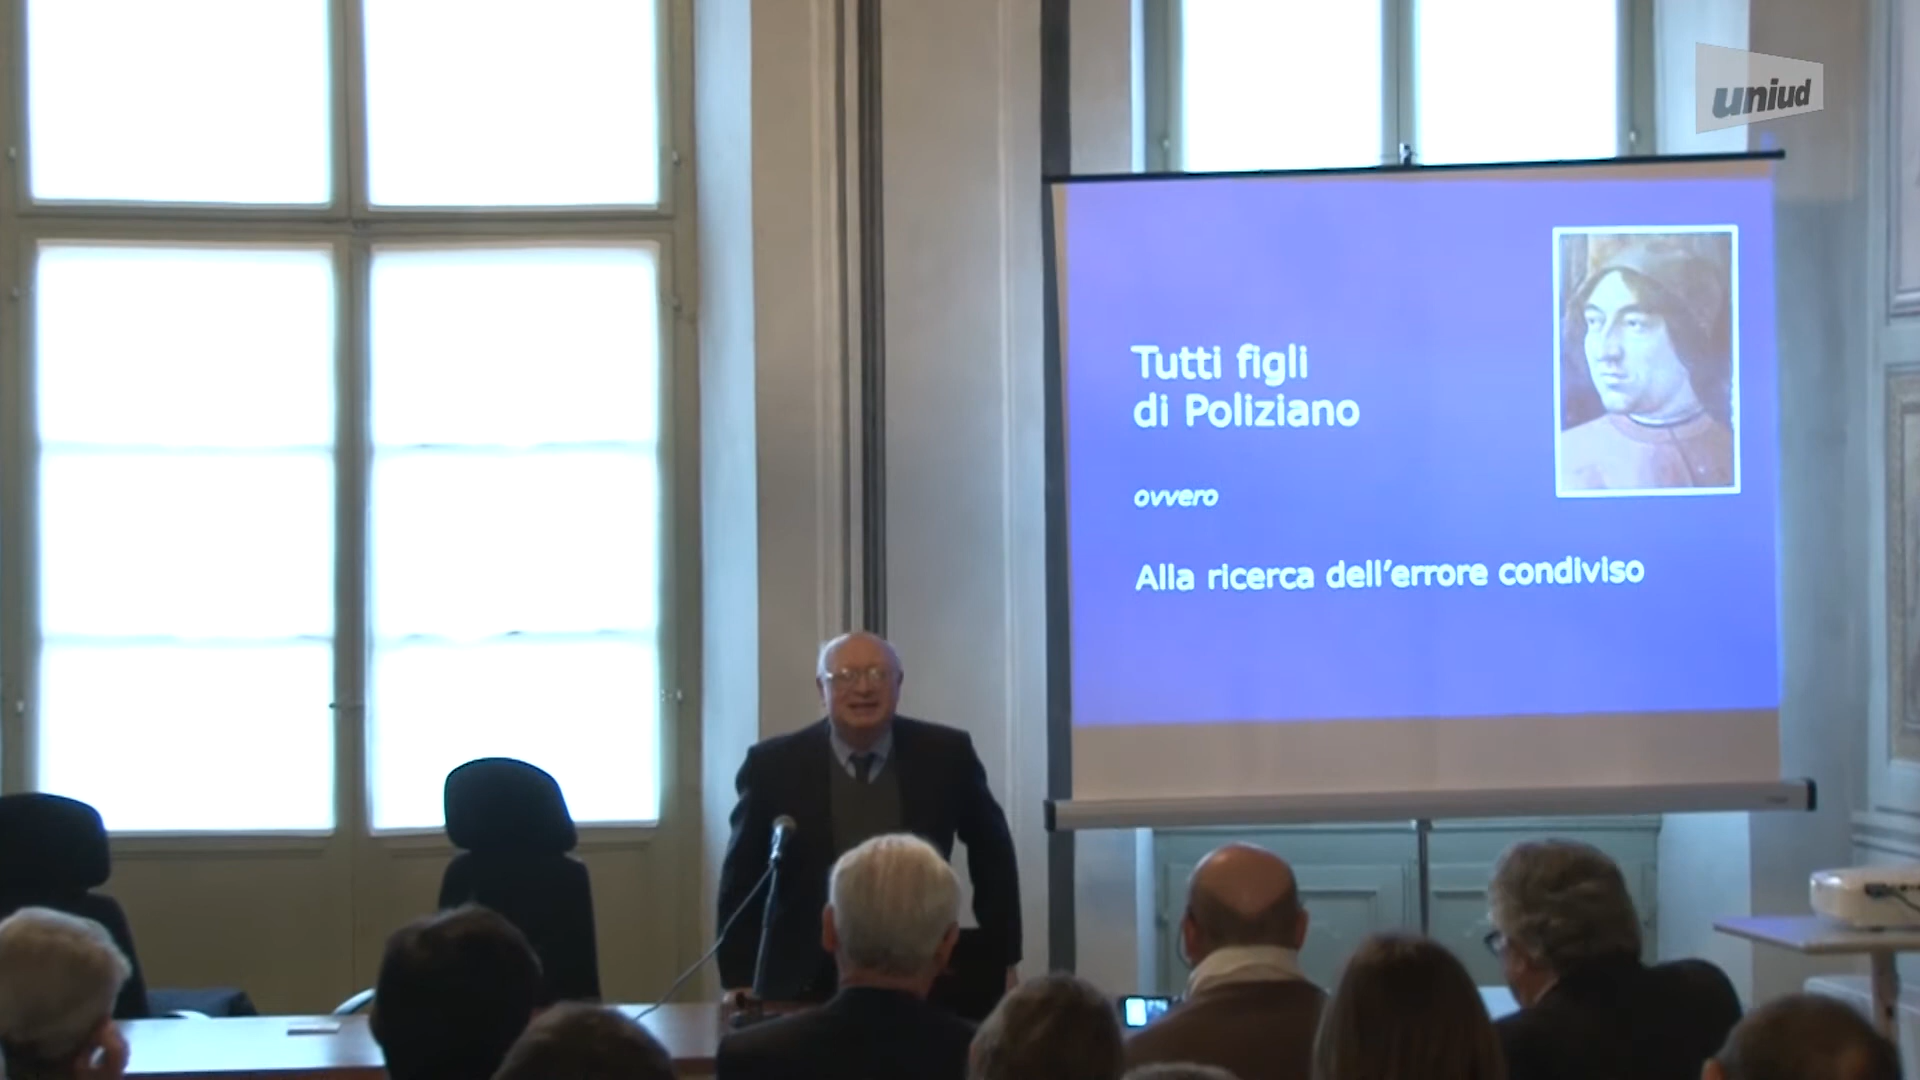 uniud
Tutti figli
di Poliziano
ovvero
Alla ricerca dell'errore condiviso